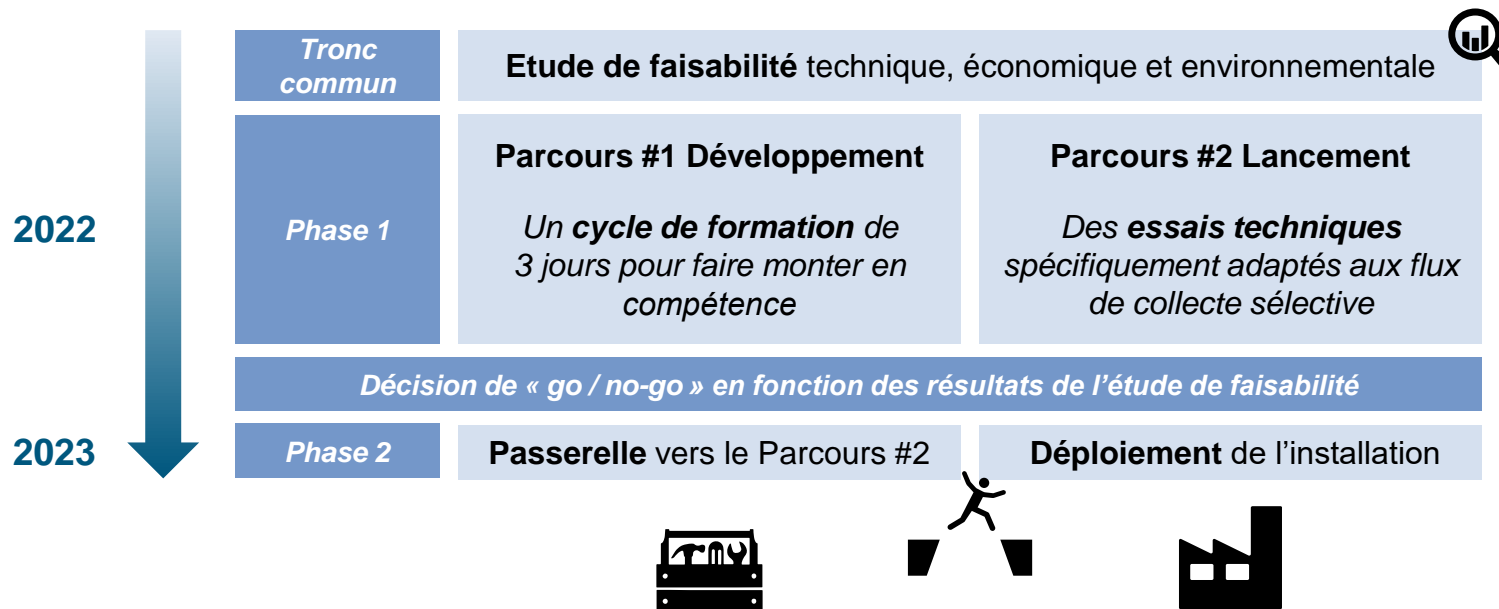 Tronc
commun
Etude de faisabilité technique, économique et environnementale
2022
Phase 1
Parcours #1 Développement
Un cycle de formation de
3 jours pour faire monter en
compétence
Parcours #2 Lancement
Des essais techniques
spécifiquement adaptés aux flux
de collecte sélective
Décision de « go / no-go » en fonction des résultats de l’étude de faisabilité
2023
Phase 2
Passerelle vers le Parcours #2
Déploiement de l’installation